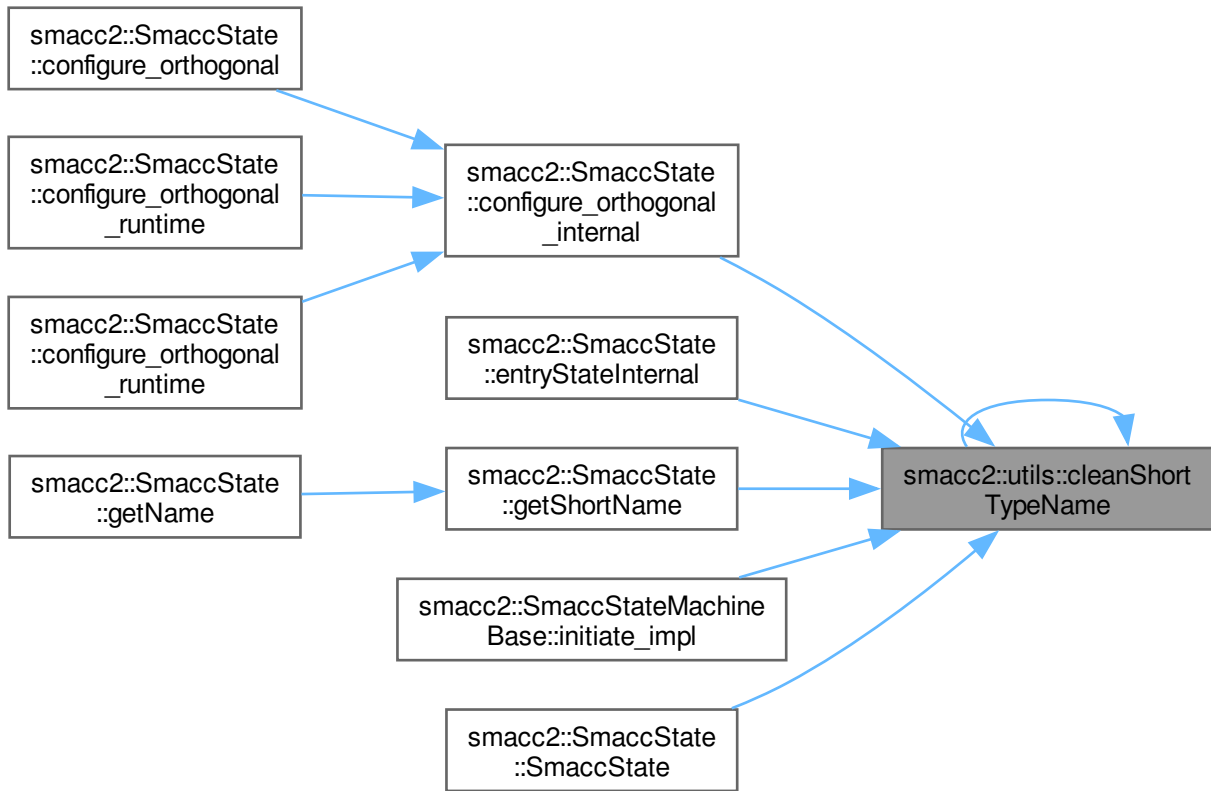 smacc2::SmaccState
::configure_orthogonal
smacc2::SmaccState
::configure_orthogonal
_runtime
smacc2::SmaccState
::configure_orthogonal
_runtime
smacc2::SmaccState
::getName
smacc2::SmaccState
::configure_orthogonal
_internal
smacc2::SmaccState
::entryStateInternal
smacc2::SmaccState
::getShortName
smacc2::SmaccStateMachine
Base::initiate_impl
smacc2::SmaccState
::SmaccState
smacc2::utils::cleanShort
TypeName